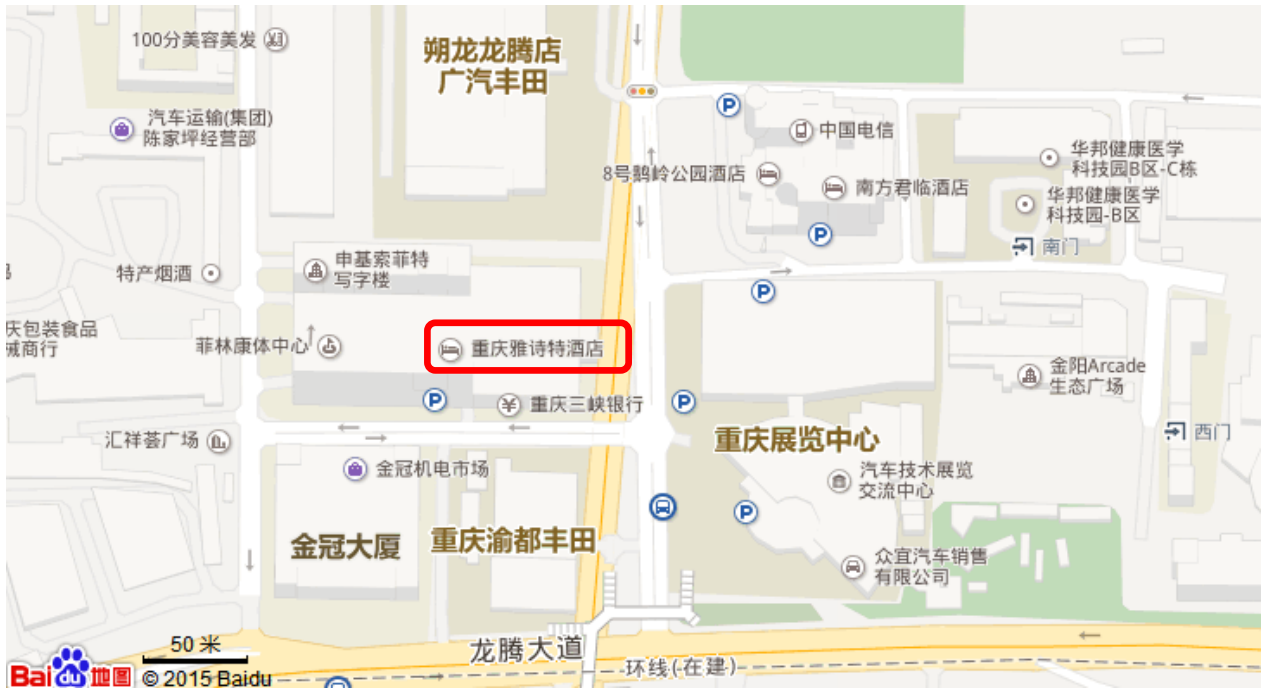 朔龙龙腾店
广汽丰田
100分美容美发
汽车运输(集团)
陈家坪经营部
P
中国电信
8号鹅岭公园酒店
南方君临酒店
华邦健康医学
科技园B区-C栋
华邦健康医学
科技园-B区
P
南门
特产烟酒
申基索菲特
写字楼
P
庆包装食品
械商行
菲林康体中心
重庆雅诗特酒店
金阳Arcade
生态广场
P
重庆三峡银行
P
汇祥荟广场
重庆展览中心
西门
金冠机电市场
汽车技术展览
交流中心
P
金冠大厦
重庆渝都丰田
众宜汽车销售
有限公司
龙腾大道
环线(在建)
50 米
Bai du 地图
© 2015 Baidu